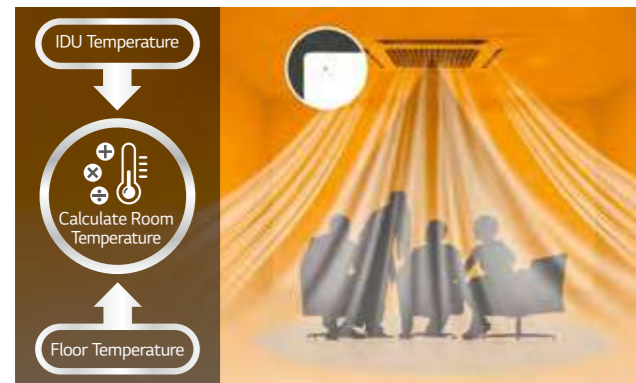 IDU Temperature
Calculate Room
Temperature
Floor Temperature